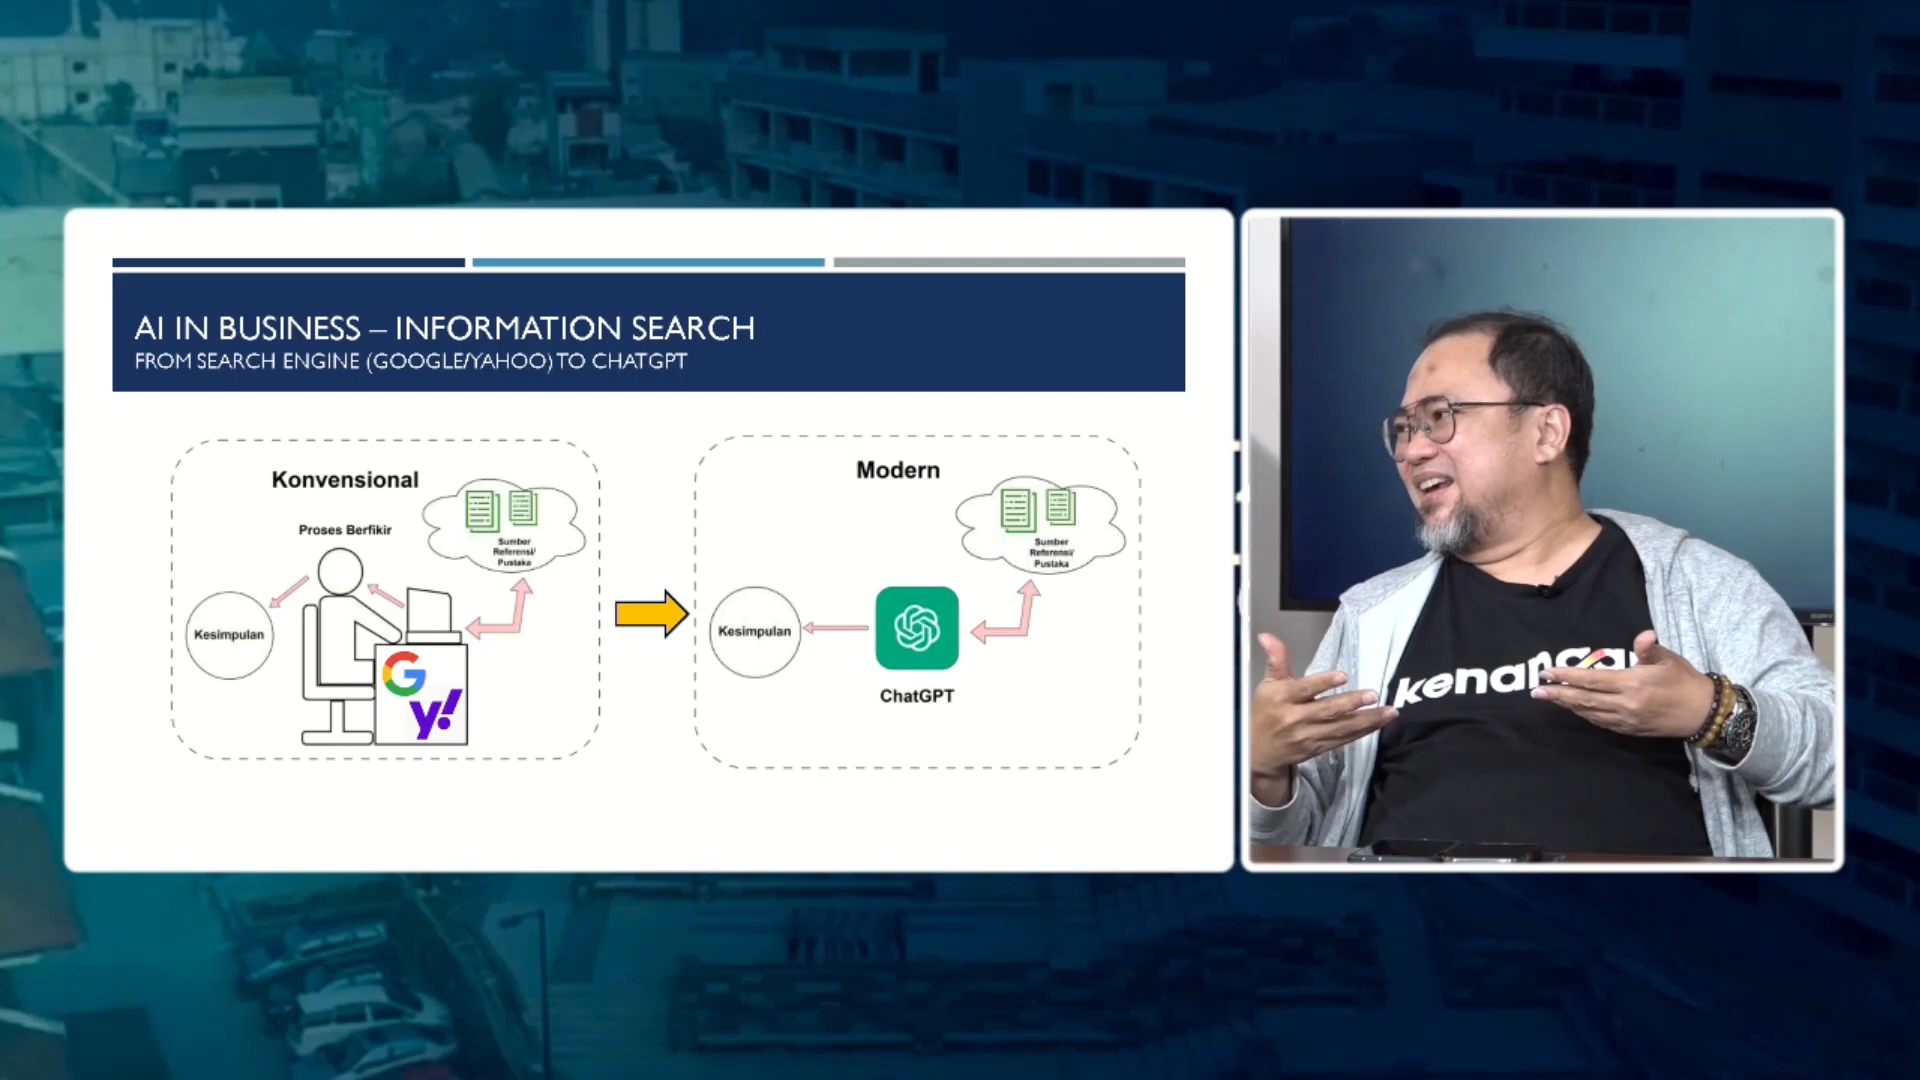 AI IN BUSINESS – INFORMATION SEARCH
FROM SEARCH ENGINE (GOOGLE/YAHOO) TO CHATGPT
Konvensional
Proses Berfikir
Sumber
Referensi/
Pustaka
Kesimpulan
G
y!
Modern
Sumber
Referensi/
Pustaka
Kesimpulan
ChatGPT